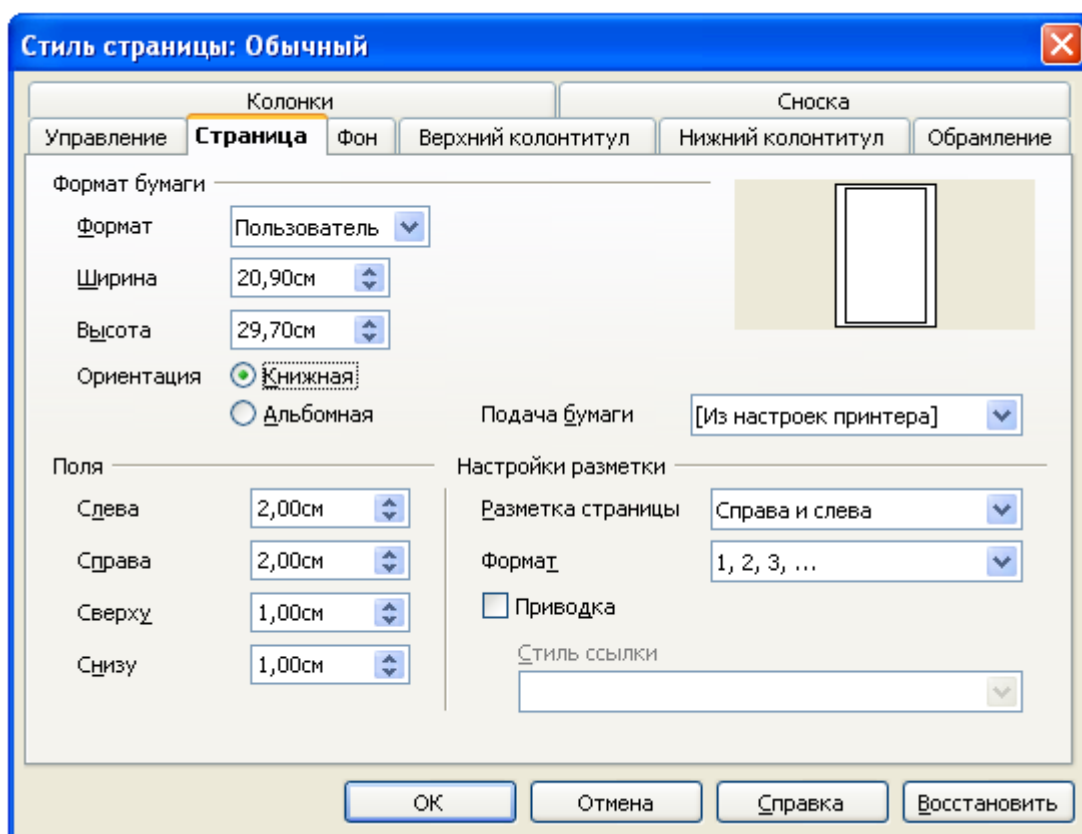 Стиль страницы: Обычный
Колонки Сноска
Управление Страница Фон Верхний колонтитул Нижний колонтитул Обрамление
Формат бумаги
Формат Пользователь
Ширина 20,90см
Высота 29,70см
Ориентация Книжная
Альбомная Подача бумаги [Из настроек принтера]
Поля Настройки разметки
Слева 2,00см Разметка страницы Справа и слева
Справа 2,00см Формат 1, 2, 3, ...
Сверху 1,00см Приводка
Снизу 1,00см Стиль ссылки
ОК Отмена Справка Восстановить